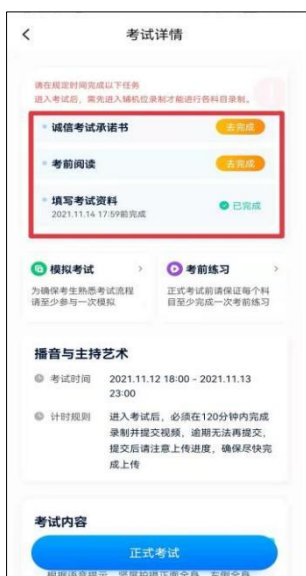 考试详情
请在规定时间完成以下任务
进入考试后，需先进入辅机位录制才能进行各科目录制。
诚信考试承诺书
去完成
考前阅读
去完成
填写考试资料
2021.11.14 17:59前完成
已完成
模拟考试
考前练习
为确保考生熟悉考试流程
请至少参与一次模拟
正式考试前请保证每个科
目至少完成一次考前练习
播音与主持艺术
考试时间
2021.11.12 18:00 - 2021.11.13
23:00
计时规则
进入考试后，必须在120分钟内完成
录制并提交视频，逾期无法再提交，
提交后请注意上传进度，确保尽快完
成上传
考试内容
正式考试